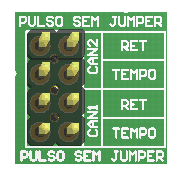 PULSO SEM JUMPER
CAN2
RET
TEMPO
CAN1
RET
TEMPO
PULSO SEM JUMPER